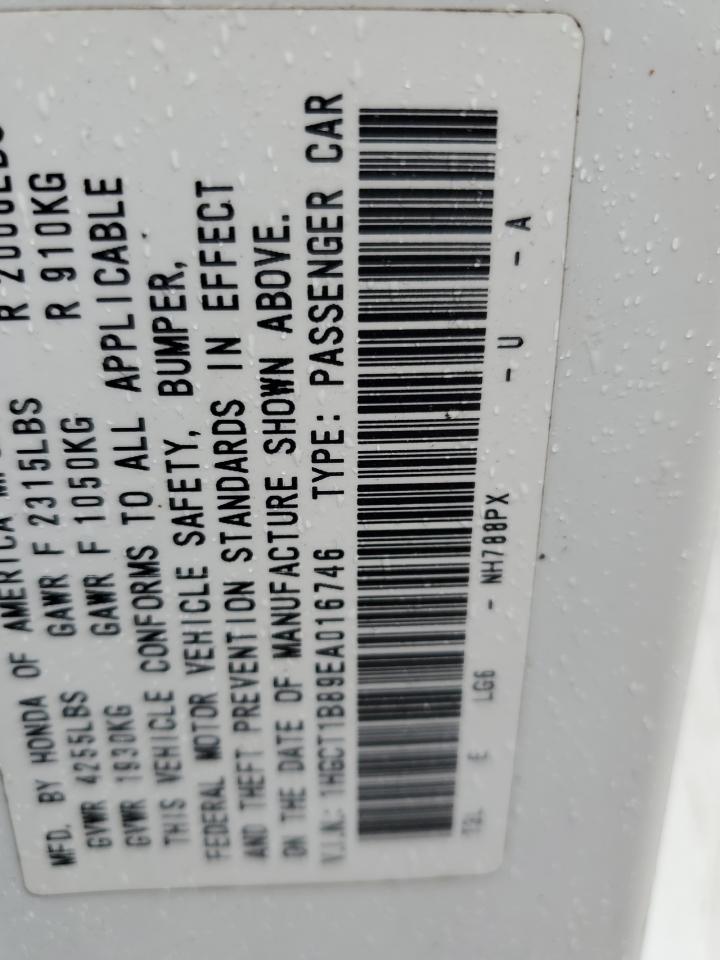 MFD. BY HONDA OF AMERICA
GVWR 4255LBS GAWR F 2315LBS R
GVWR 1930KG GAWR F 1050KG R 910KG
THIS VEHICLE CONFORMS TO ALL APPLICABLE
FEDERAL MOTOR VEHICLE SAFETY, BUMPER,
AND THEFT PREVENTION STANDARDS IN EFFECT
ON THE DATE OF MANUFACTURE SHOWN ABOVE.
V.I.N.: 1HGCT1B89EA016746 TYPE: PASSENGER CAR
E LG6 - NH788PX - U - A